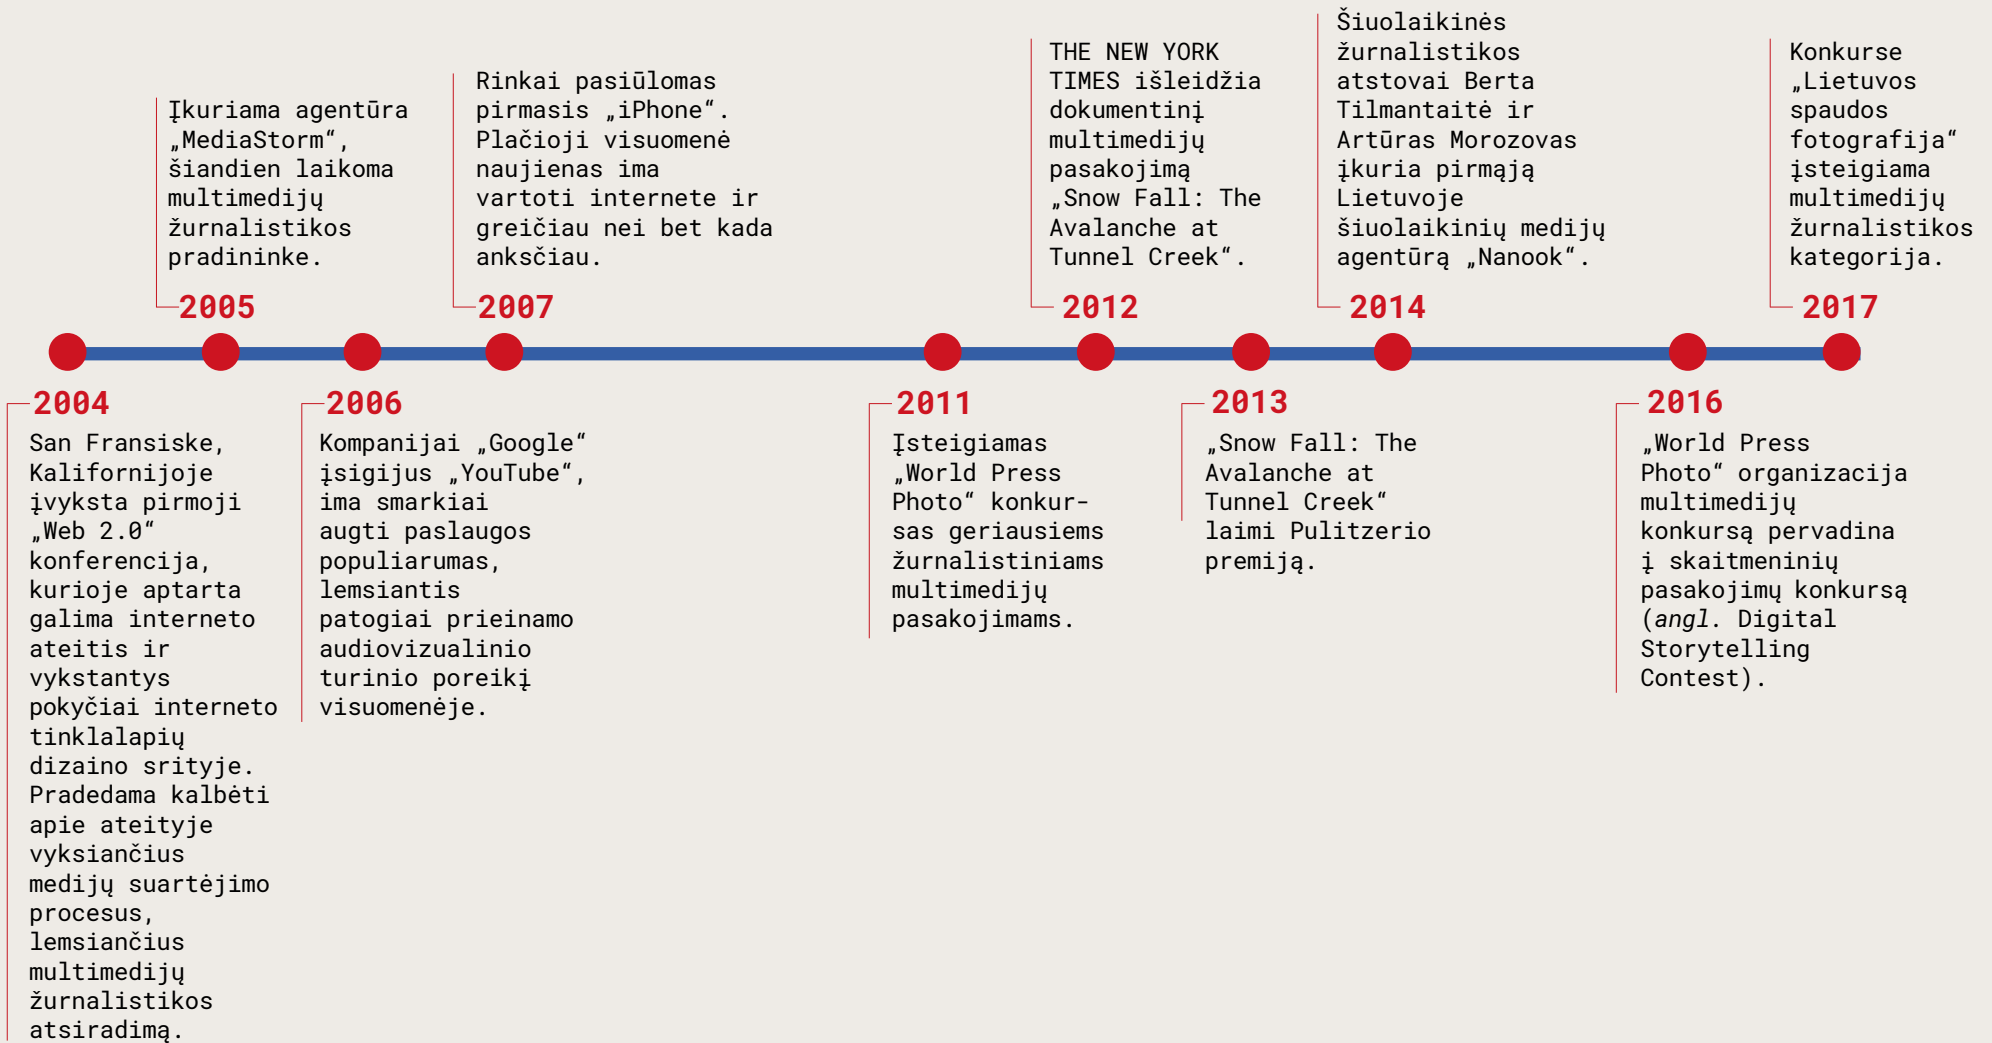 2004
San Fransiske,
Kalifornijoje
įvyksta pirmoji
„Web 2.0“
konferencija,
kurioje aptarta
galima interneto
ateitis ir
vykstantys
pokyčiai interneto
tinklalapių
dizaino srityje.
Pradedama kalbėti
apie ateityje
vyksiančius
medijų suartėjimo
procesus,
lemsiančius
multimedijų
žurnalistikos
atsiradimą.
Įkuriama agentūra
„MediaStorm“,
šiandien laikoma
multimedijų
žurnalistikos
pradininke.
2005
2006
Kompanijai „Google“
įsigijus „YouTube“,
ima smarkiai
augti paslaugos
populiarumas,
lemsiantis
patogiai prieinamo
audiovizualinio
turinio poreikį
visuomenėje.
Rinkai pasiūlomas
pirmasis „iPhone“.
Plačioji visuomenė
naujienas ima
vartoti internete ir
greičiau nei bet kada
anksčiau.
2007
2011
Įsteigiamas
„World Press
Photo“ konkur-
sas geriausiems
žurnalistiniams
multimedijų
pasakojimams.
THE NEW YORK
TIMES išleidžia
dokumentinį
multimedijų
pasakojimą
„Snow Fall: The
Avalanche at
Tunnel Creek“.
2012
2013
„Snow Fall: The
Avalanche at
Tunnel Creek“
laimi Pulitzerio
premiją.
Šiuolaikinės
žurnalistikos
atstovai Berta
Tilmantaitė ir
Artūras Morozovas
įkuria pirmąją
Lietuvoje
šiuolaikinių medijų
agentūrą „Nanook“.
2014
2016
„World Press
Photo“ organizacija
multimedijų
konkursą pervadina
į skaitmeninių
pasakojimų konkursą
(angl. Digital
Storytelling
Contest).
Konkurse
„Lietuvos
spaudos
fotografija“
įsteigiama
multimedijų
žurnalistikos
kategorija.
2017